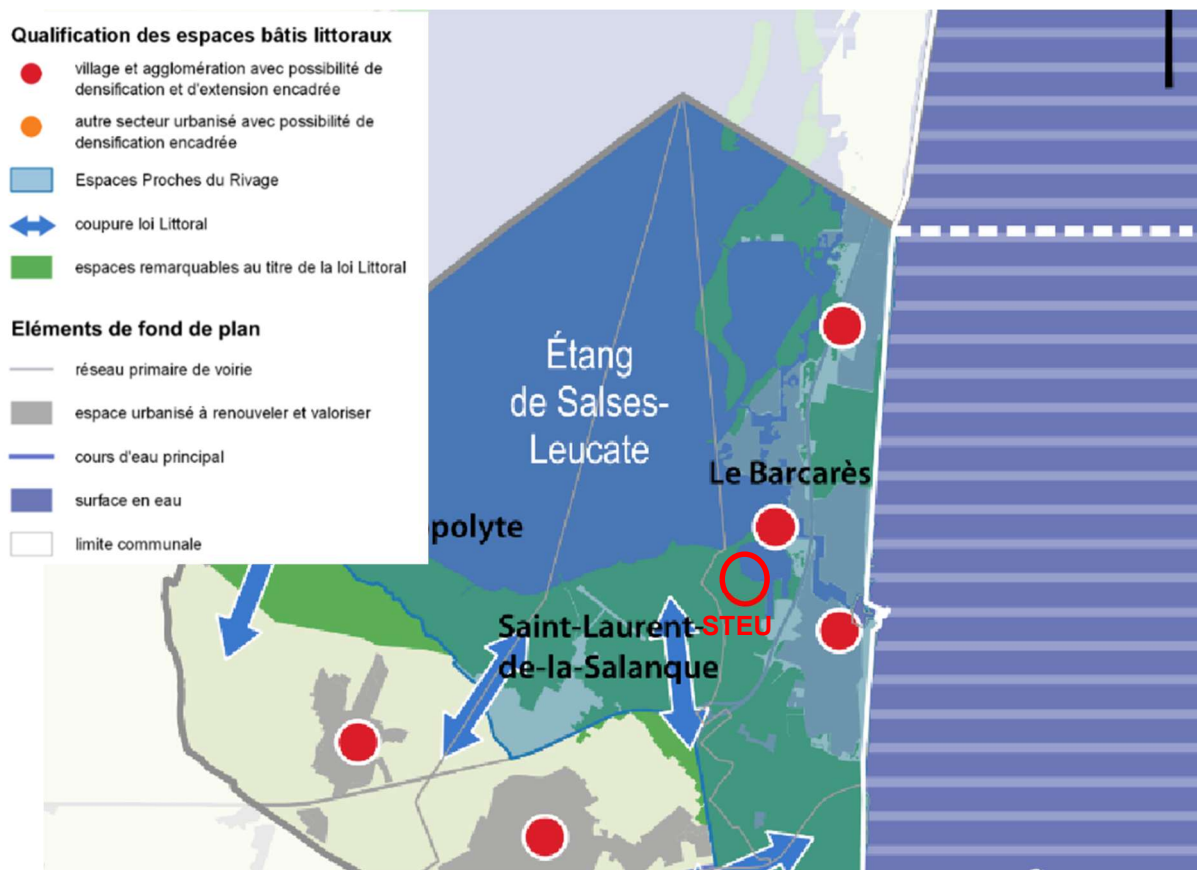 Qualification des espaces bâtis littoraux
village et agglomération avec possibilité de
densification et d'extension encadrée
autre secteur urbanisé avec possibilité de
densification encadrée
Espaces Proches du Rivage
coupure loi Littoral
espaces remarquables au titre de la loi Littoral
Eléments de fond de plan
réseau primaire de voirie
espace urbanisé à renouveler et valoriser
cours d'eau principal
surface en eau
limite communale
Étang
de Salses-
Leucate
Le Barcarès
polyte
Saint-Laurent-
de-la-Salanque
STEU